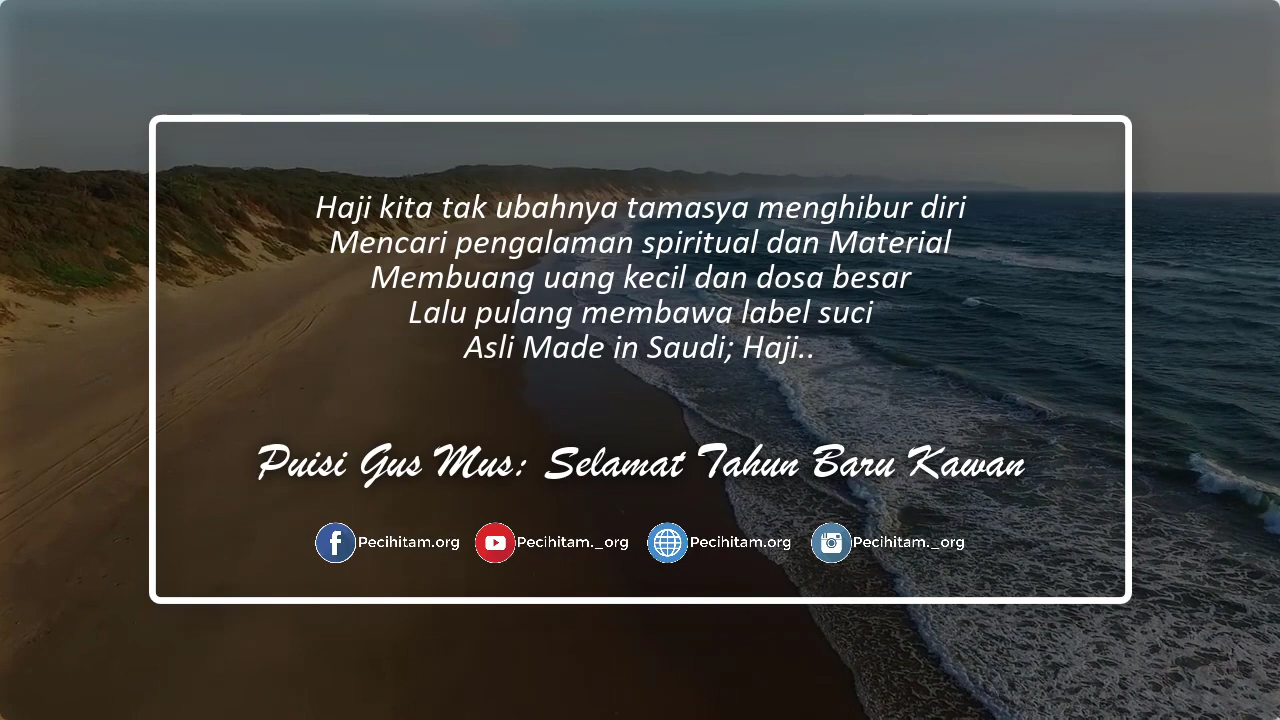 Haji kita tak ubahnya tamasya menghibur diri
Mencari pengalaman spiritual dan Material
Membuang uang kecil dan dosa besar
Lalu pulang membawa label suci
Asli Made in Saudi; Haji..
Puisi Gus Mus: Selamat Tahun Baru Kawan
Pecihitam.org Pecihitam._org Pecihitam.org Pecihitam._org